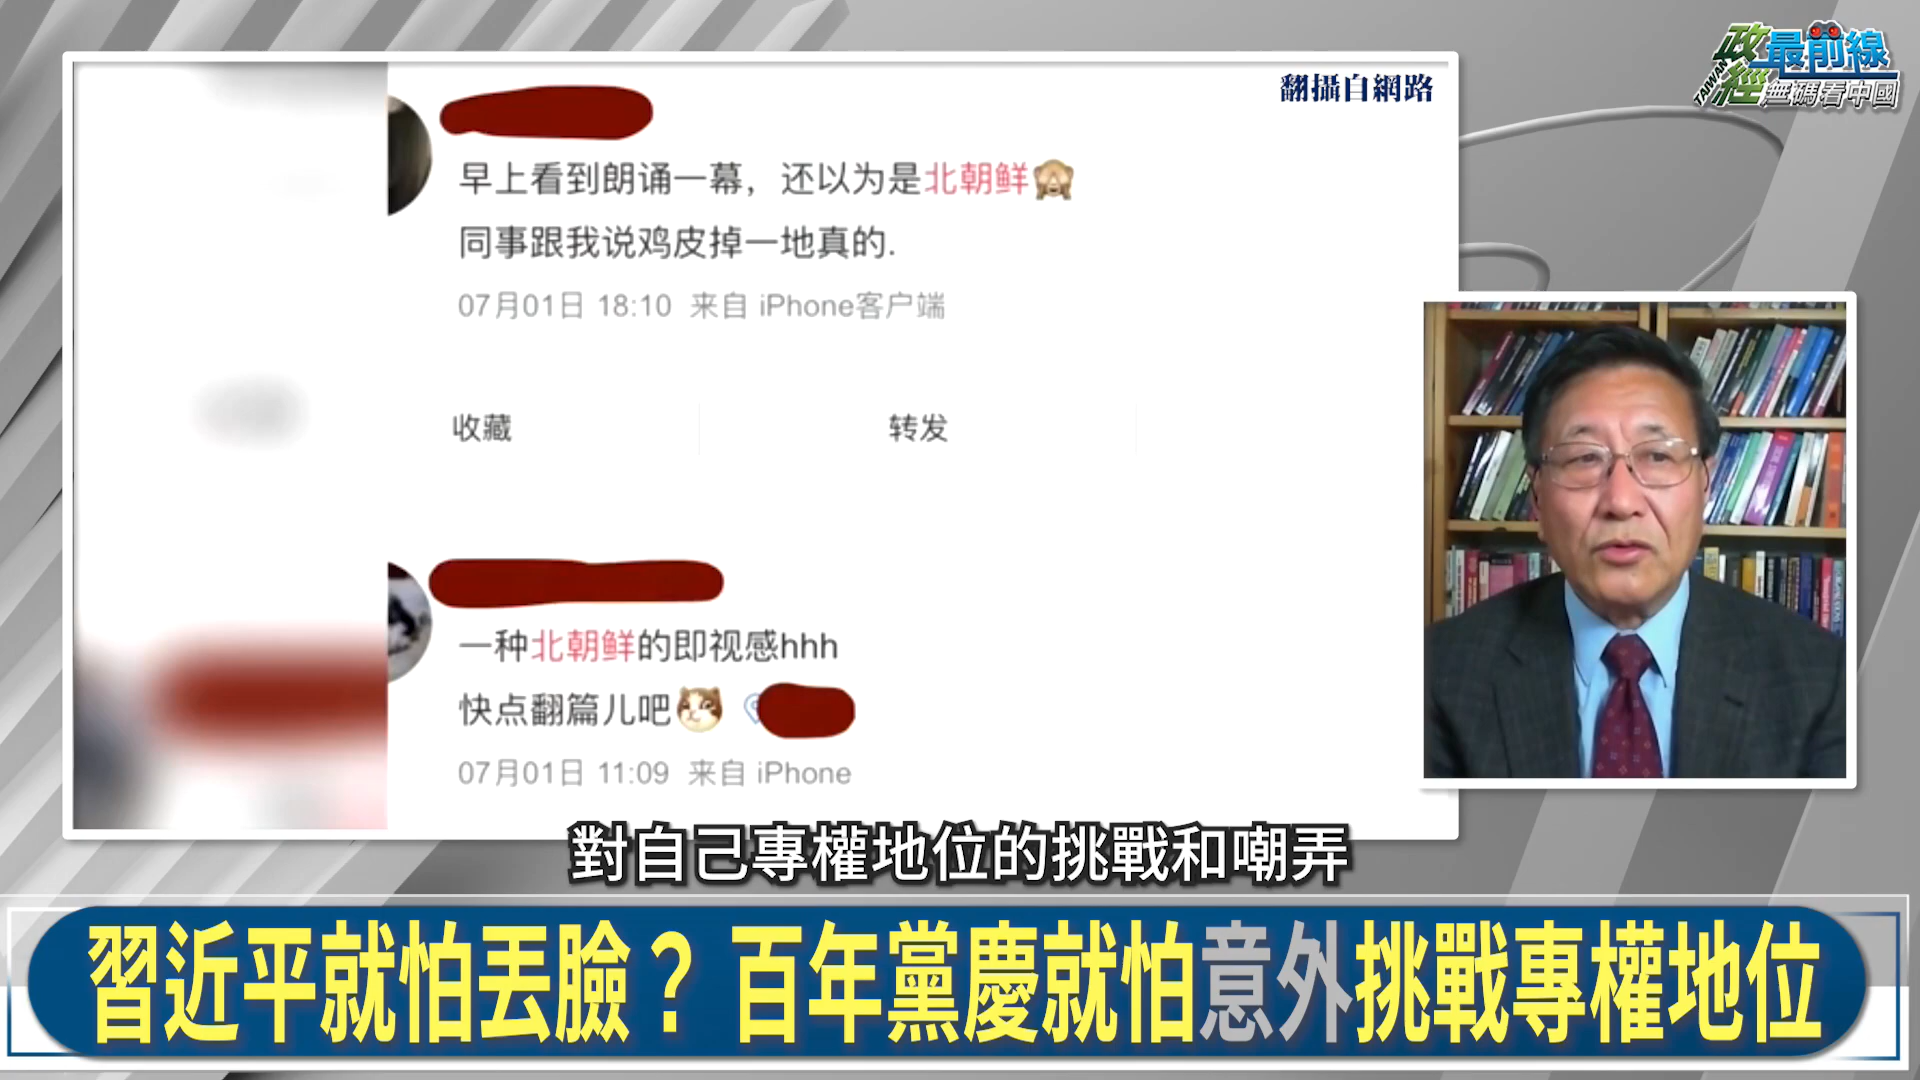 政經最前線
TAIWAN
無碼看中國
翻攝自網路
早上看到朗诵一幕，还以为是北朝鲜🙈
同事跟我说鸡皮掉一地真的.
07月01日 18:10 来自 iPhone客户端
收藏 转发
一种北朝鲜的即视感hhh
快点翻篇儿吧
07月01日 11:09 来自 iPhone
對自己專權地位的挑戰和嘲弄
習近平就怕丟臉？百年黨慶就怕意外挑戰專權地位